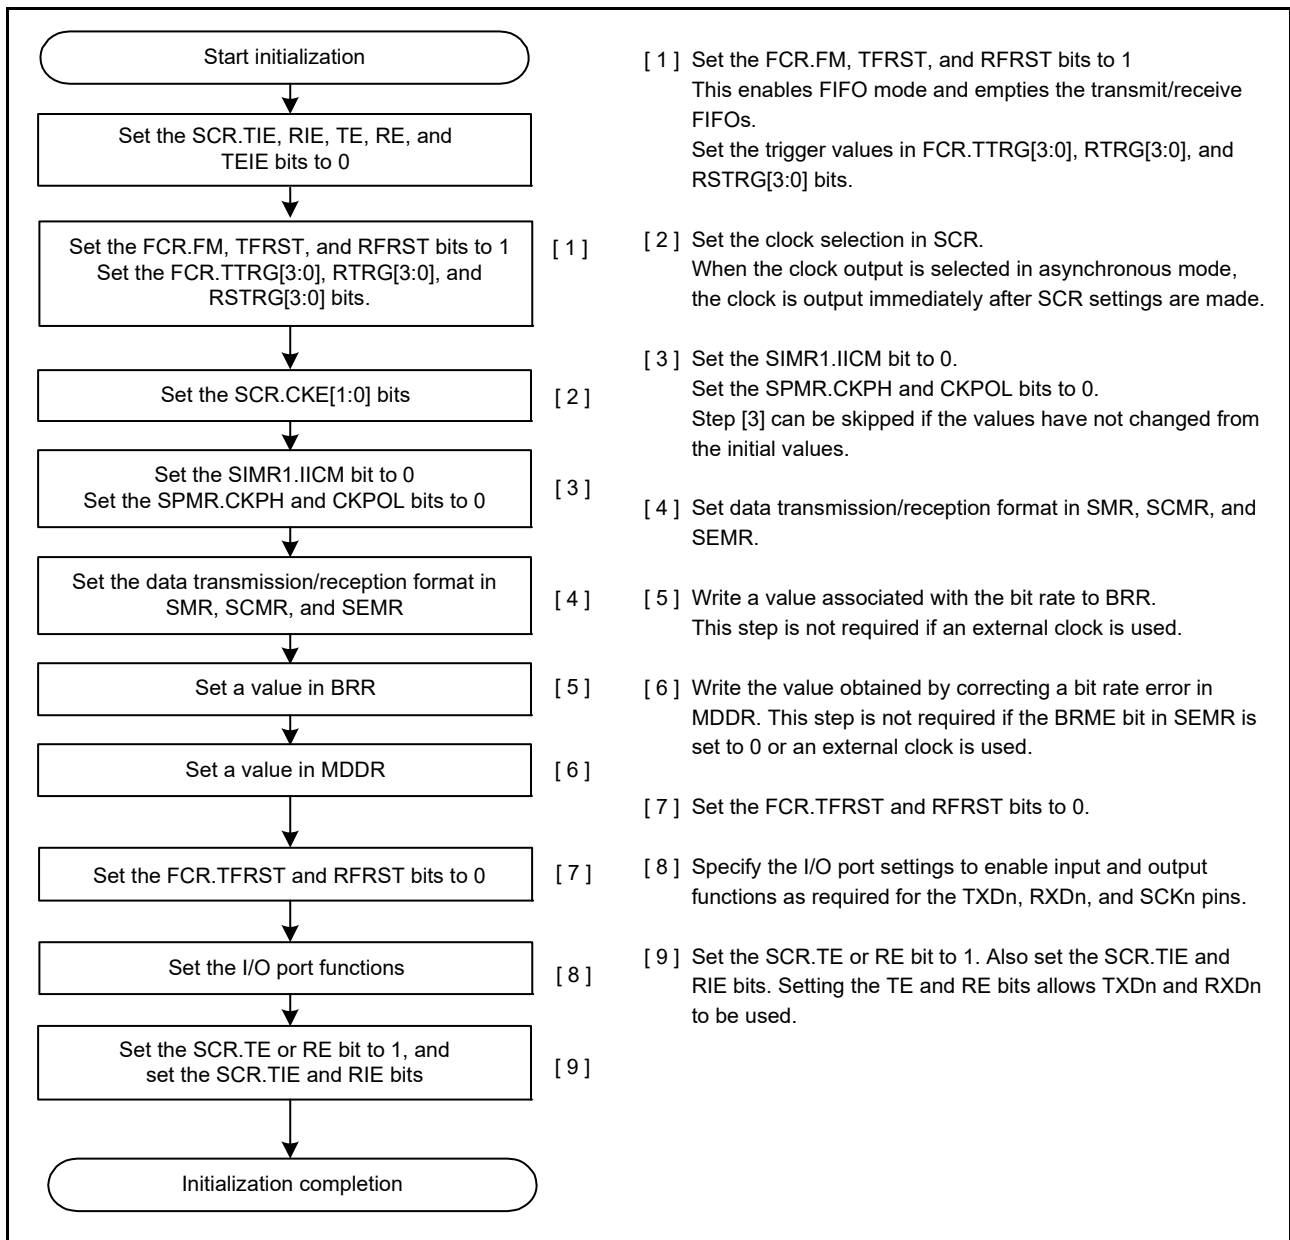 Start initialization
Set the SCR.TIE, RIE, TE, RE, and
TEIE bits to 0
Set the FCR.FM, TFRST, and RFRST bits to 1
Set the FCR.TTRG[3:0], RTRG[3:0], and
RSTRG[3:0] bits.
[ 1 ]
Set the SCR.CKE[1:0] bits
[ 2 ]
Set the SIMR1.IICM bit to 0
Set the SPMR.CKPH and CKPOL bits to 0
[ 3 ]
Set the data transmission/reception format in
SMR, SCMR, and SEMR
[ 4 ]
Set a value in BRR
[ 5 ]
Set a value in MDDR
[ 6 ]
Set the FCR.TFRST and RFRST bits to 0
[ 7 ]
Set the I/O port functions
[ 8 ]
Set the SCR.TE or RE bit to 1, and
set the SCR.TIE and RIE bits
[ 9 ]
Initialization completion
[ 1 ] Set the FCR.FM, TFRST, and RFRST bits to 1
This enables FIFO mode and empties the transmit/receive
FIFOs.
Set the trigger values in FCR.TTRG[3:0], RTRG[3:0], and
RSTRG[3:0] bits.
[ 2 ] Set the clock selection in SCR.
When the clock output is selected in asynchronous mode,
the clock is output immediately after SCR settings are made.
[ 3 ] Set the SIMR1.IICM bit to 0.
Set the SPMR.CKPH and CKPOL bits to 0.
Step [3] can be skipped if the values have not changed from
the initial values.
[ 4 ] Set data transmission/reception format in SMR, SCMR, and
SEMR.
[ 5 ] Write a value associated with the bit rate to BRR.
This step is not required if an external clock is used.
[ 6 ] Write the value obtained by correcting a bit rate error in
MDDR. This step is not required if the BRME bit in SEMR is
set to 0 or an external clock is used.
[ 7 ] Set the FCR.TFRST and RFRST bits to 0.
[ 8 ] Specify the I/O port settings to enable input and output
functions as required for the TXDn, RXDn, and SCKn pins.
[ 9 ] Set the SCR.TE or RE bit to 1. Also set the SCR.TIE and
RIE bits. Setting the TE and RE bits allows TXDn and RXDn
to be used.